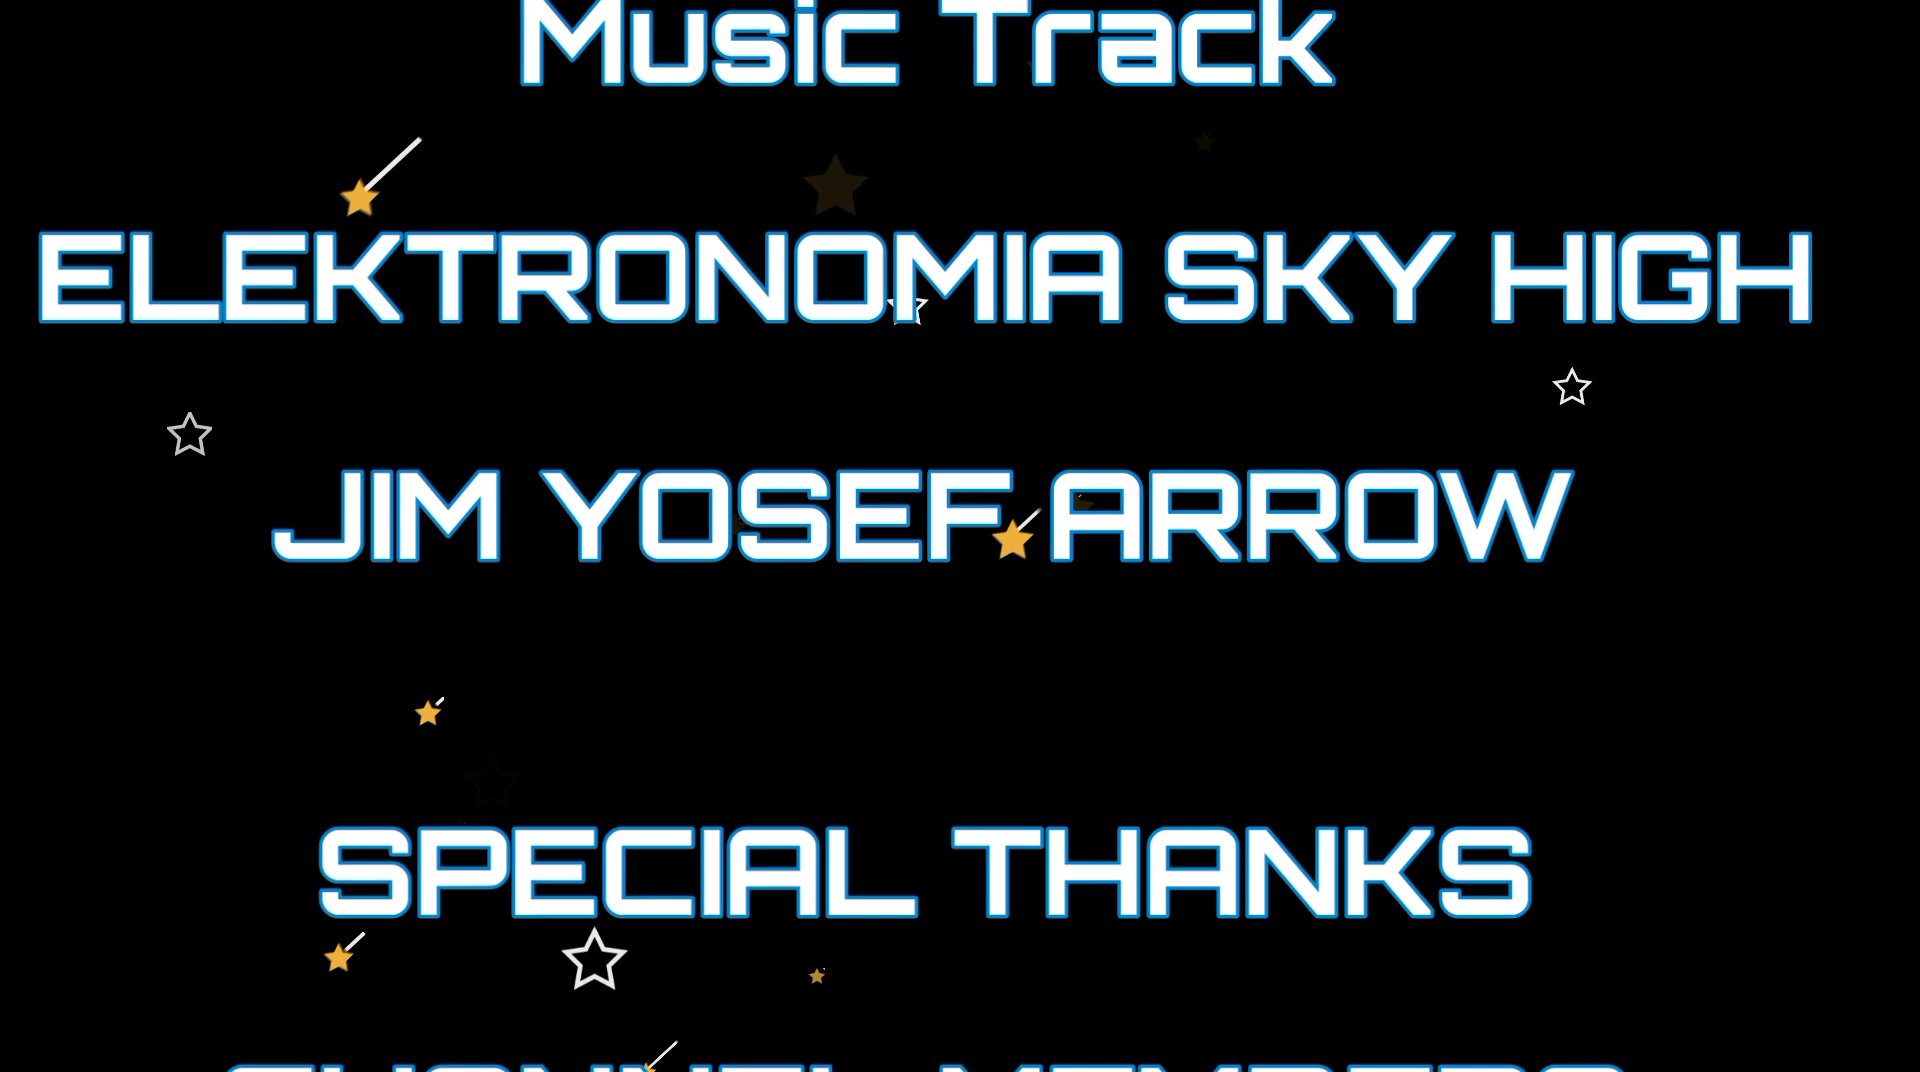 Music Track
ELEKTRONOMIA SKY HIGH
JIM YOSEF ARROW
SPECIAL THANKS